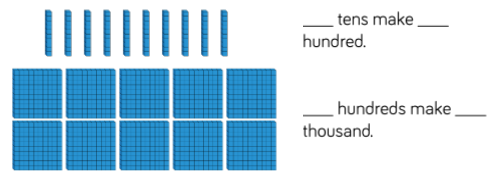 ____ tens make ____
hundred.
____ hundreds make ____
thousand.